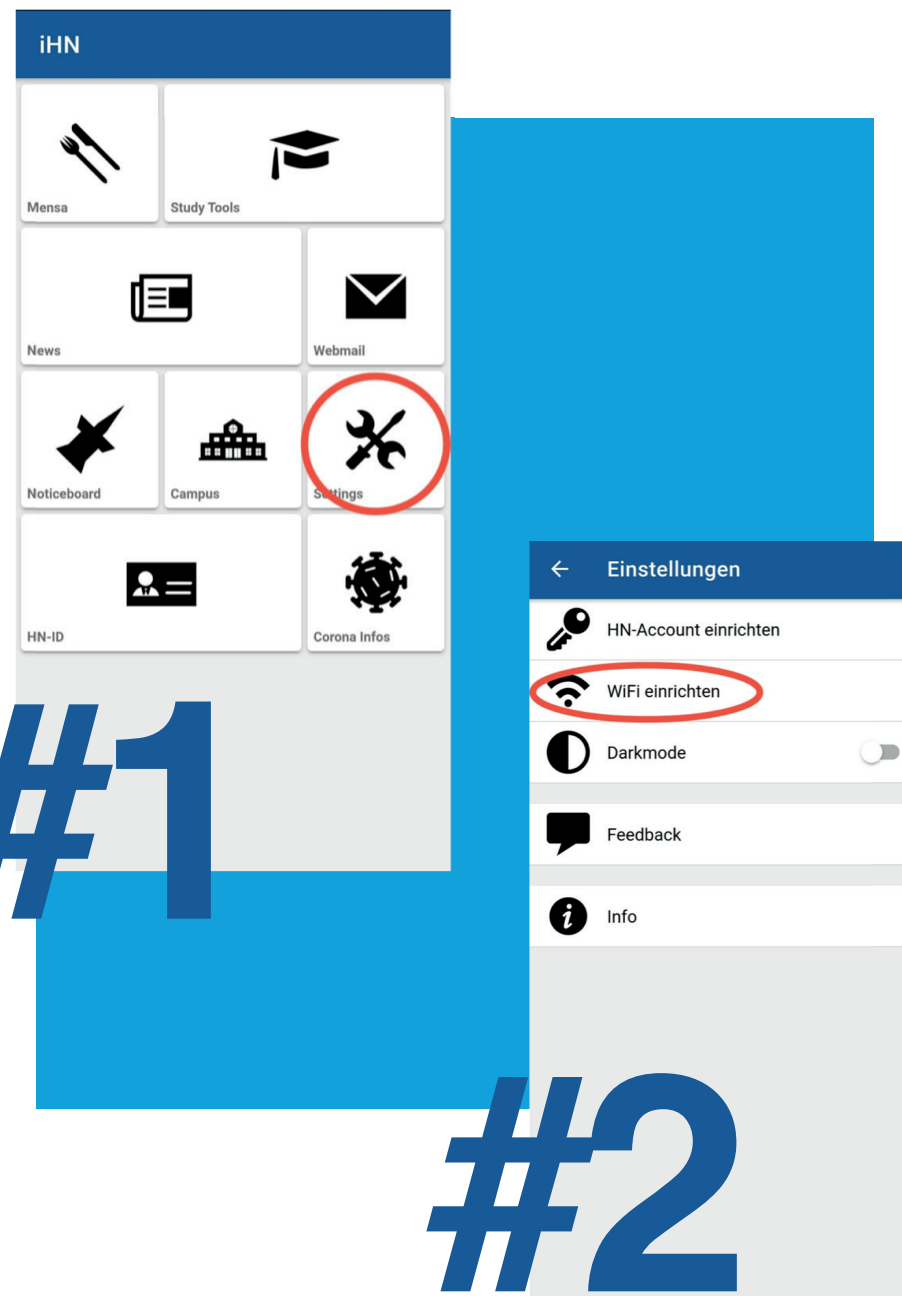 iHN
Mensa
Study Tools
News
Webmail
Noticeboard
Campus
Settings
HN-ID
Corona Infos
#1
Einstellungen
HN-Account einrichten
WiFi einrichten
Darkmode
Feedback
Info
#2